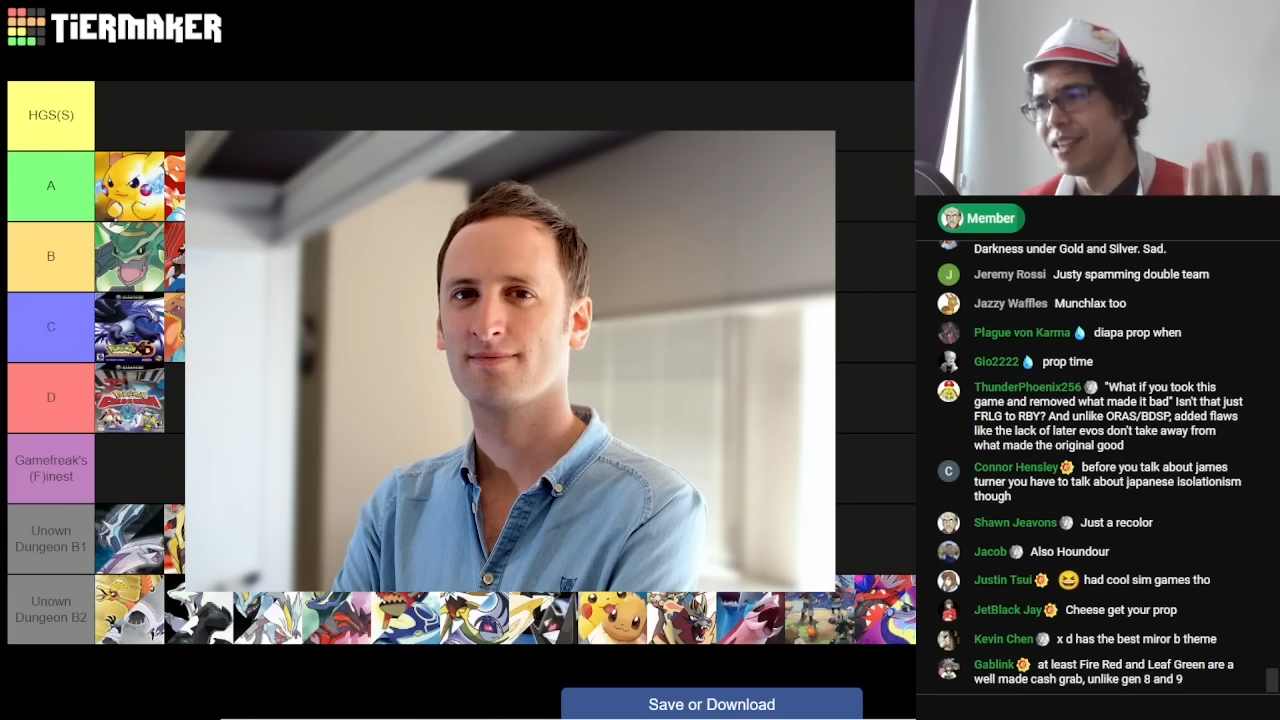 TiERMAKER
HGS(S)
A
B
C
D
Gamefreak's
(F)inest
Unown
Dungeon B1
Unown
Dungeon B2
Save or Download
Member
Darkness under Gold and Silver. Sad.
Jeremy Rossi Justy spamming double team
Jazzy Waffles Munchlax too
Plague von Karma diapa prop when
Gio2222 prop time
ThunderPhoenix256 "What if you took this
game and removed what made it bad" Isn't that just
FRLG to RBY? And unlike ORAS/BDSP, added flaws
like the lack of later evos don't take away from
what made the original good
Connor Hensley before you talk about james
turner you have to talk about japanese isolationism
though
Shawn Jeavons Just a recolor
Jacob Also Houndour
Justin Tsui had cool sim games tho
JetBlack Jay Cheese get your prop
Kevin Chen x d has the best miror b theme
Gablink at least Fire Red and Leaf Green are a
well made cash grab, unlike gen 8 and 9